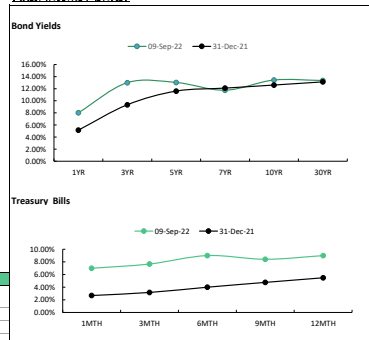 Bond Yields
09-Sep-22 31-Dec-21
16.00%
14.00%
12.00%
10.00%
8.00%
6.00%
4.00%
2.00%
0.00%
1YR 3YR 5YR 7YR 10YR 30YR
Treasury Bills
09-Sep-22 31-Dec-21
10.00%
8.00%
6.00%
4.00%
2.00%
0.00%
1MTH 3MTH 6MTH 9MTH 12MTH